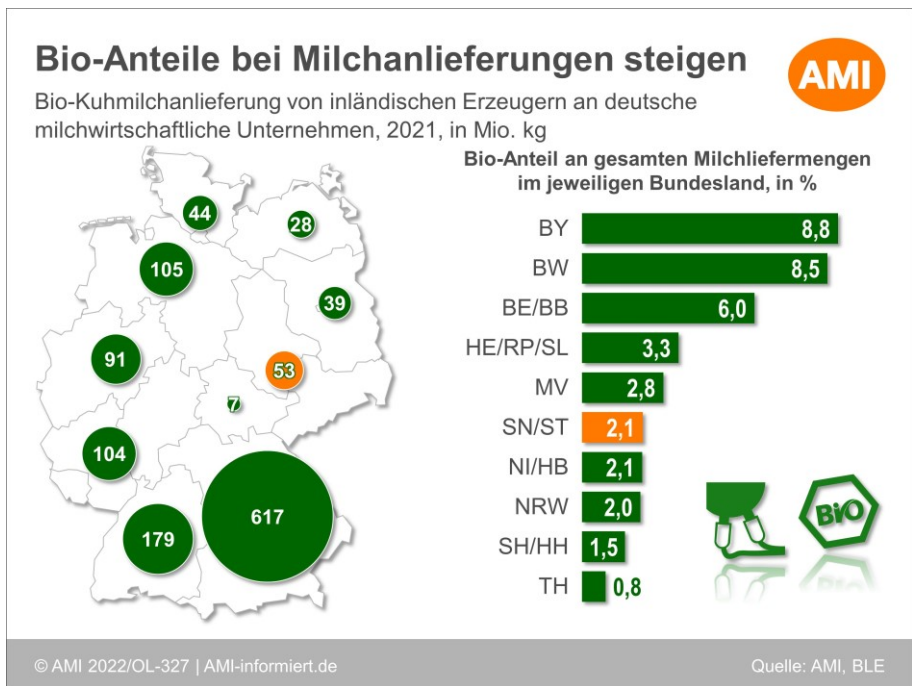 Bio-Anteile bei Milchanlieferungen steigen
AMI
Bio-Kuhmilchanlieferung von inländischen Erzeugern an deutsche
milchwirtschaftliche Unternehmen, 2021, in Mio. kg
Bio-Anteil an gesamten Milchliefermengen
im jeweiligen Bundesland, in %
44
28
105
39
91
53
7
104
617
179
BY 8,8
BW 8,5
BE/BB 6,0
HE/RP/SL 3,3
MV 2,8
SN/ST 2,1
NI/HB 2,1
NRW 2,0
SH/HH 1,5
TH 0,8
BIO
© AMI 2022/OL-327 | AMI-informiert.de
Quelle: AMI, BLE